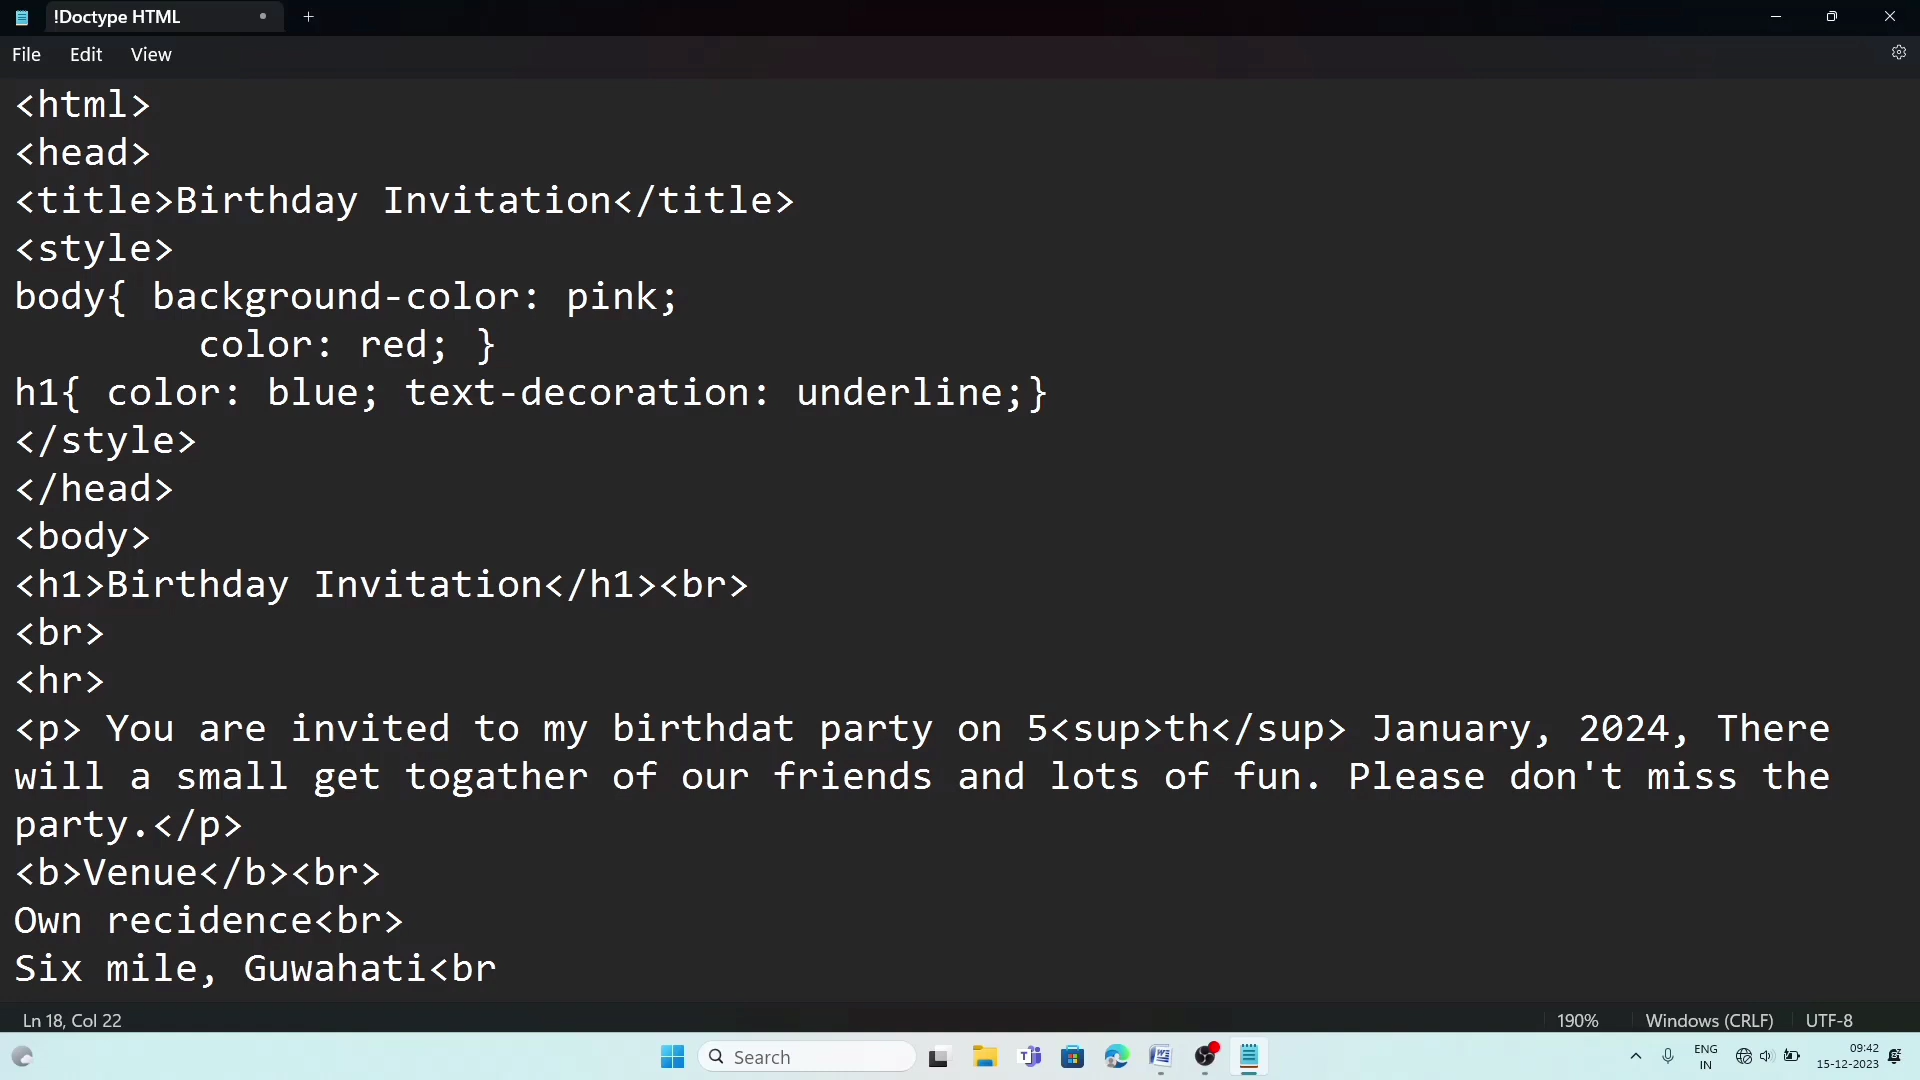 !Doctype HTML
File Edit View
<html>
<head>
<title>Birthday Invitation</title>
<style>
body{ background-color: pink;
color: red; }
h1{ color: blue; text-decoration: underline;}
</style>
</head>
<body>
<h1>Birthday Invitation</h1><br>
<br>
<hr>
<p> You are invited to my birthdat party on 5<sup>th</sup> January, 2024, There
will a small get togather of our friends and lots of fun. Please don't miss the
party.</p>
<b>Venue</b><br>
Own recidence<br>
Six mile, Guwahati<br
Ln 18, Col 22 190% Windows (CRLF) UTF-8
Search
ENG
IN
09:42
15-12-2023